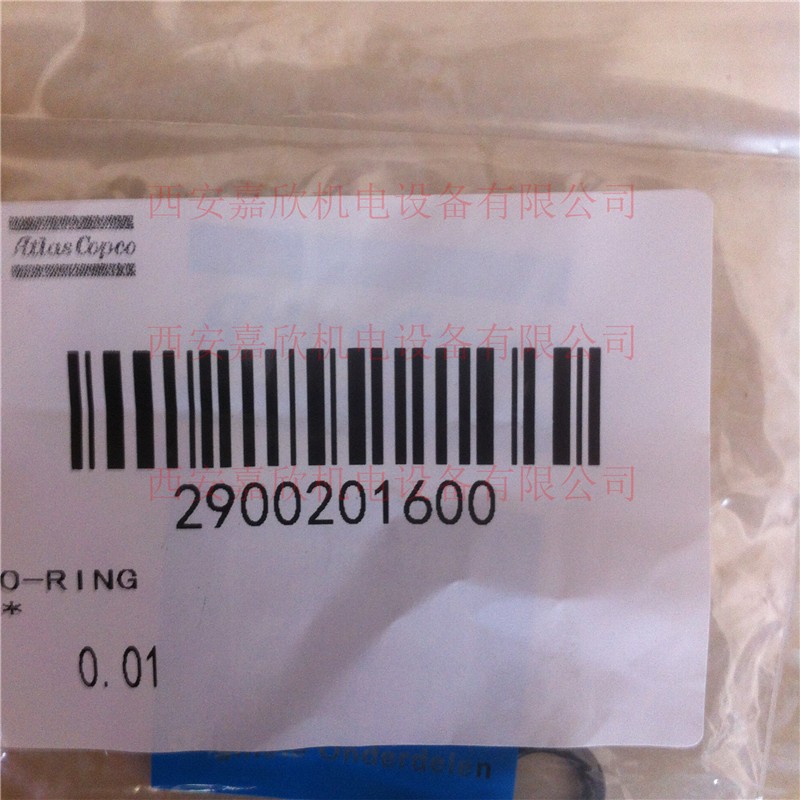 西安嘉欣机电设备有限公司
Atlas Copco
西安嘉欣机电设备有限公司
西安嘉欣机电设备有限公司
2900201600
O-RING
*
0.01
Onderdelen